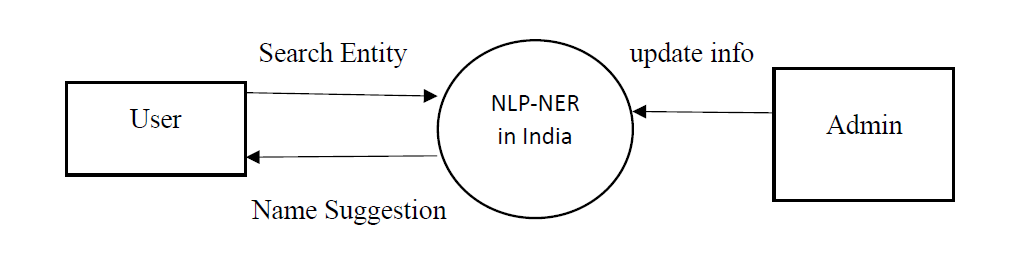 Search Entity
update info
User
NLP-NER
in India
Admin
Name Suggestion